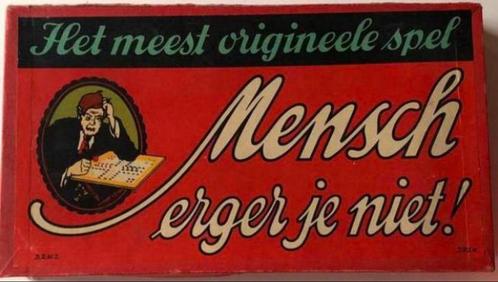 Het meest origineele spel
Mensch
erger je niet!